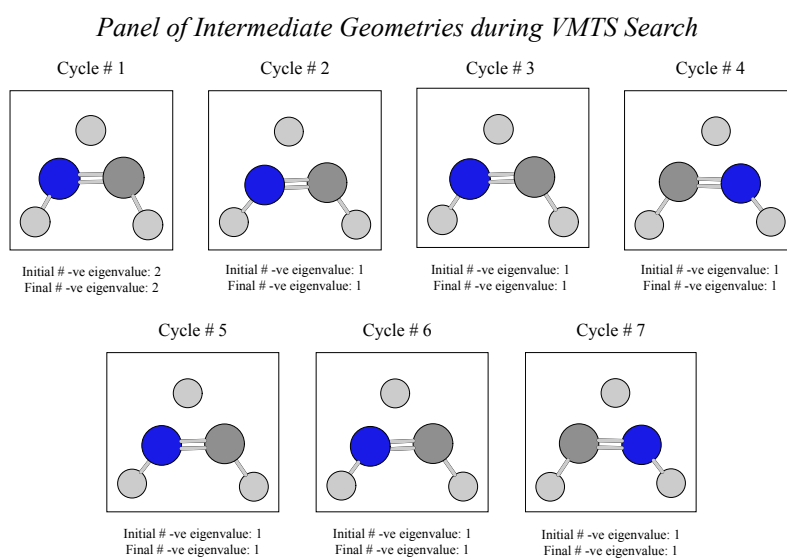 Panel of Intermediate Geometries during VMTS Search
Cycle # 1
Cycle # 2
Cycle # 3
Cycle # 4
Initial # -ve eigenvalue: 2
Final # -ve eigenvalue: 2
Initial # -ve eigenvalue: 1
Final # -ve eigenvalue: 1
Initial # -ve eigenvalue: 1
Final # -ve eigenvalue: 1
Initial # -ve eigenvalue: 1
Final # -ve eigenvalue: 1
Cycle # 5
Cycle # 6
Cycle # 7
Initial # -ve eigenvalue: 1
Final # -ve eigenvalue: 1
Initial # -ve eigenvalue: 1
Final # -ve eigenvalue: 1
Initial # -ve eigenvalue: 1
Final # -ve eigenvalue: 1